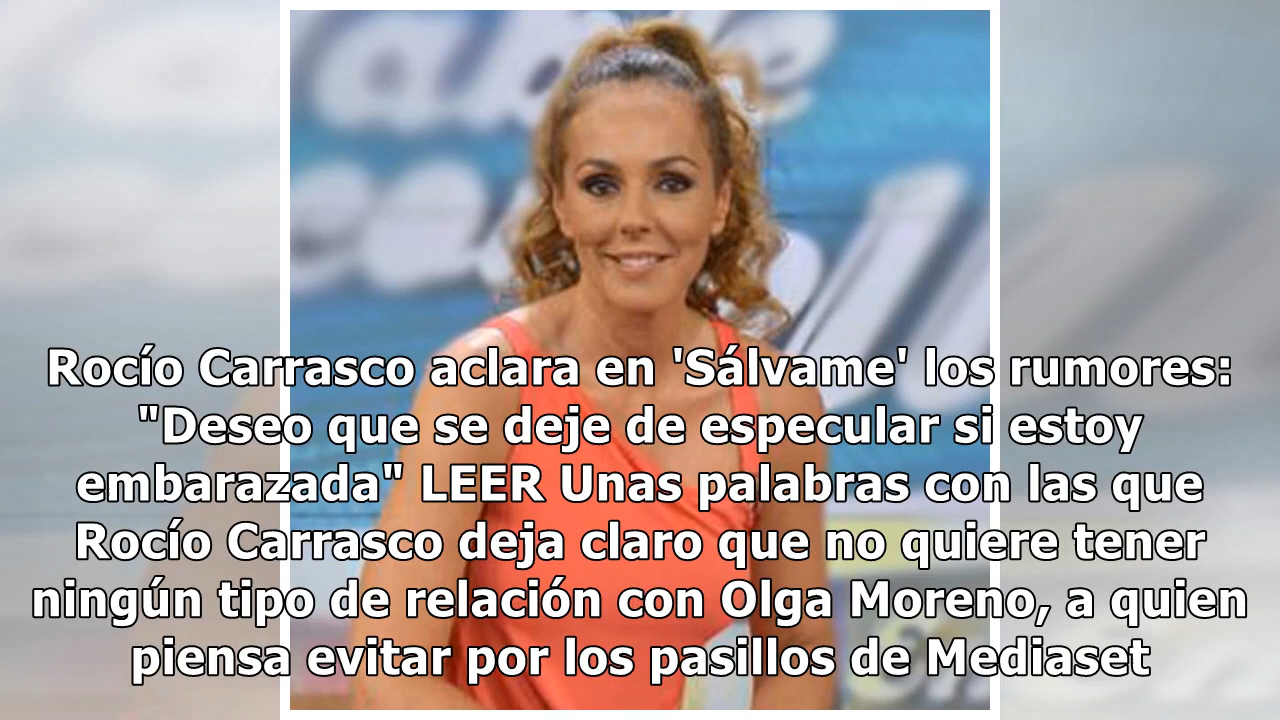 Rocío Carrasco aclara en 'Sálvame' los rumores:
"Deseo que se deje de especular si estoy
embarazada" LEER Unas palabras con las que
Rocío Carrasco deja claro que no quiere tener
ningún tipo de relación con Olga Moreno, a quien
piensa evitar por los pasillos de Mediaset